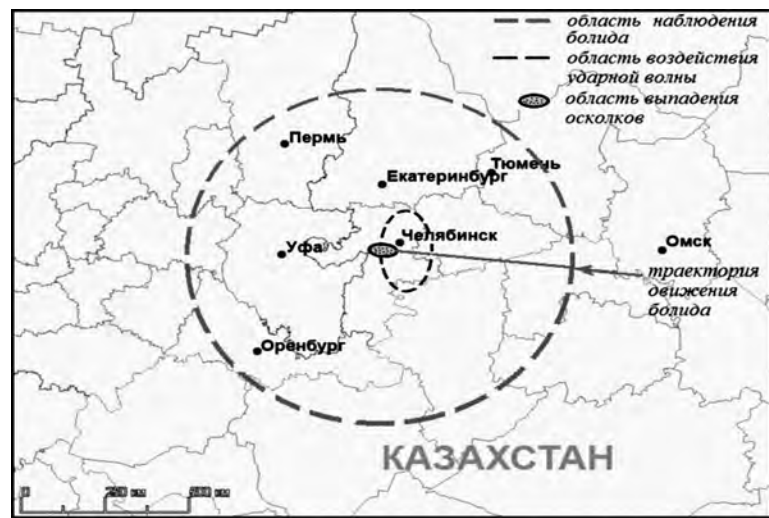 область наблюдения
болида
область воздействия
ударной волны
область выпадения
осколков
Пермь
Тюмень
Екатеринбург
Челябинск
Уфа
Омск
траектория
движения
болида
Оренбург
КАЗАХСТАН
0 250 км 500 км